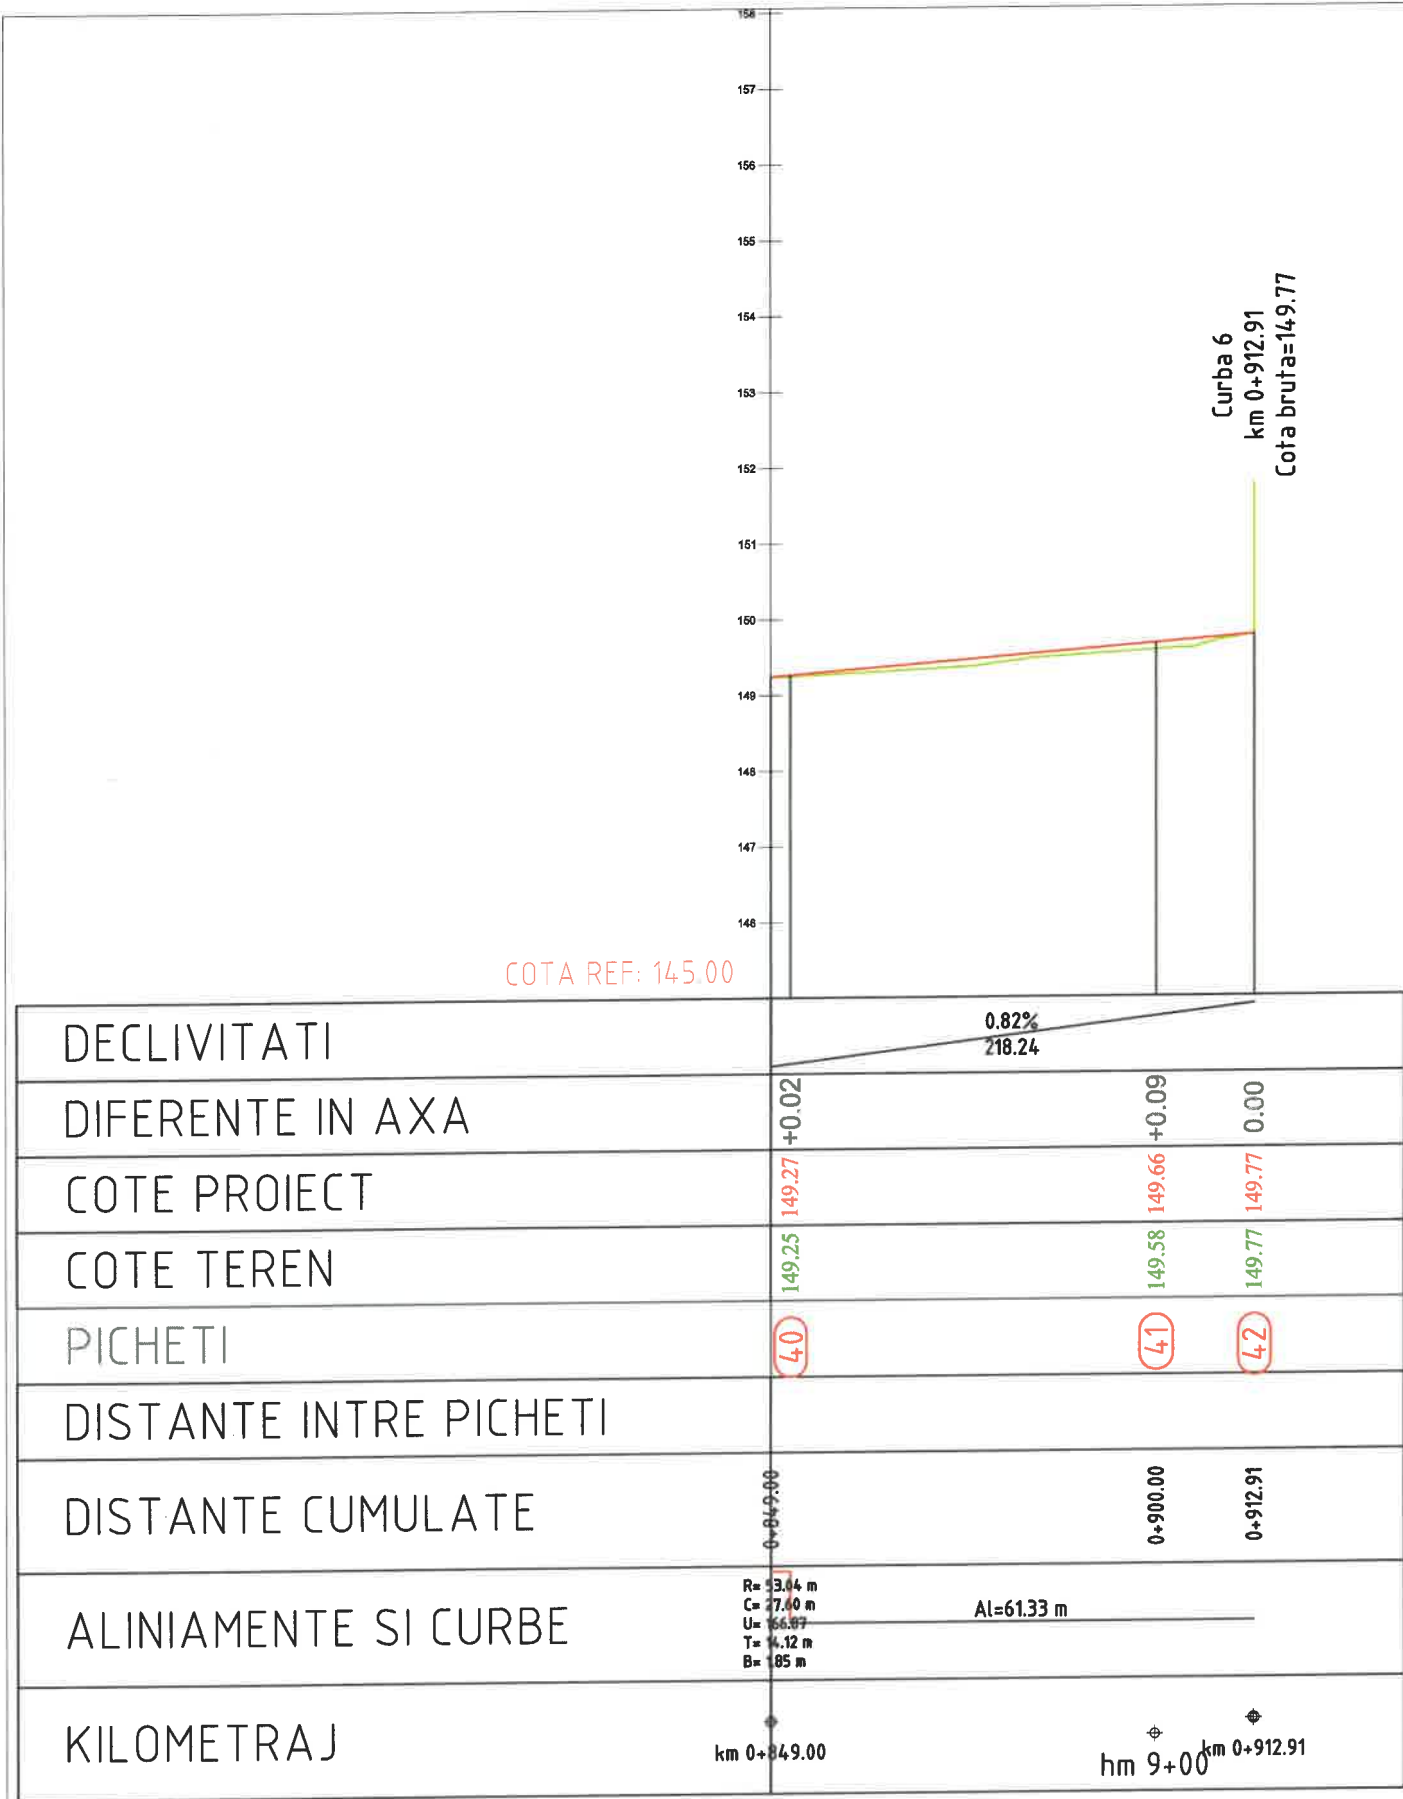 158
157
156
155
154
153
152
151
150
149
148
147
146
Curba 6
km 0+912.91
Cota bruta=149.77
COTA REF: 145.00
DECLIVITATI
0.82%
218.24
DIFERENTE IN AXA
+0.02
+0.09
0.00
COTE PROIECT
149.27
149.66
149.77
COTE TEREN
149.25
149.58
149.77
PICHETI
40
41
42
DISTANTE INTRE PICHETI
DISTANTE CUMULATE
0+849.00
0+900.00
0+912.91
ALINIAMENTE SI CURBE
R= 53.04 m
C= 27.60 m
U= 166.87
T= 14.12 m
B= 1.85 m
Al=61.33 m
KILOMETRAJ
km 0+849.00
hm 9+00
km 0+912.91